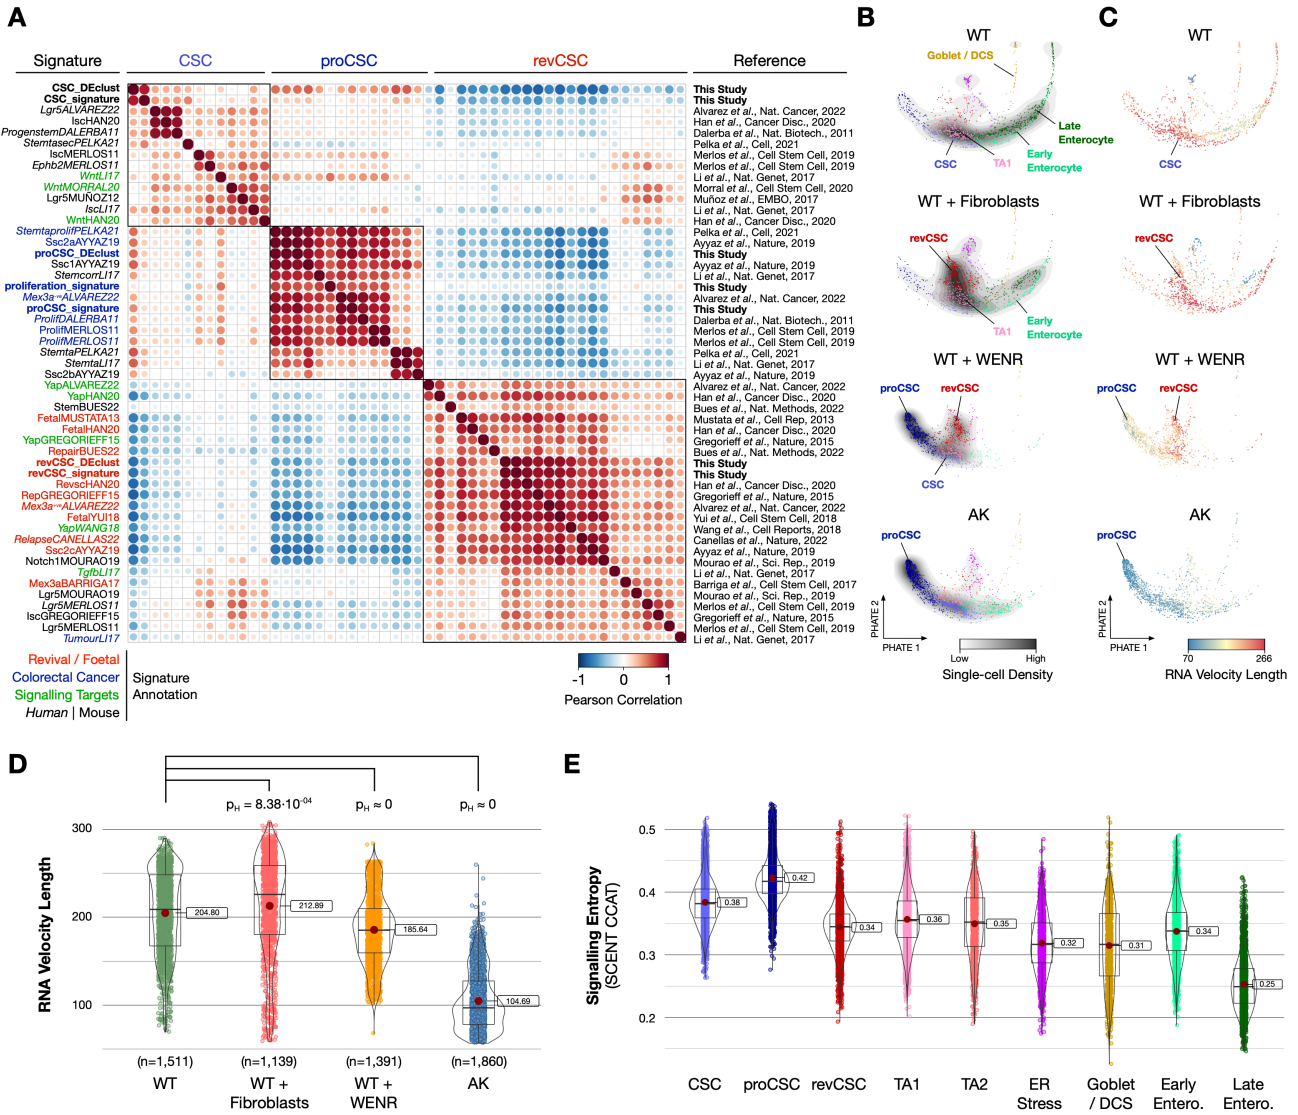 A
Signature CSC proCSC revCSC Reference
CSC_DEclust This Study
CSC_signature This Study
Lgr5ALVAREZ22 Alvarez et al., Nat. Cancer, 2022
IscHAN20 Han et al., Cancer Disc., 2020
ProgenstemDALERBA11 Dalerba et al., Nat. Biotech., 2011
StemtasecPELKA21 Pelka et al., Cell, 2021
IscMERLOS11 Merlos et al., Cell Stem Cell, 2019
Ephb2MERLOS11 Merlos et al., Cell Stem Cell, 2019
WntLI17 Li et al., Nat. Genet, 2017
WntMORRAL20 Morral et al., Cell Stem Cell, 2020
Lgr5MUÑOZ12 Muñoz et al., EMBO, 2017
IscLI17 Li et al., Nat. Genet, 2017
WntHAN20 Han et al., Cancer Disc., 2020
StemtaprolifPELKA21 Pelka et al., Cell, 2021
Ssc2aAYYAZ19 Ayyaz et al., Nature, 2019
proCSC_DEclust This Study
Ssc1AYYAZ19 Ayyaz et al., Nature, 2019
StemcorrLI17 Li et al., Nat. Genet, 2017
proliferation_signature This Study
Mex3a⁺ᵛᵉALVAREZ22 Alvarez et al., Nat. Cancer, 2022
proCSC_signature This Study
ProlifDALERBA11 Dalerba et al., Nat. Biotech., 2011
ProlifMERLOS11 Merlos et al., Cell Stem Cell, 2019
ProlifMERLOS11 Merlos et al., Cell Stem Cell, 2019
StemtaPELKA21 Pelka et al., Cell, 2021
StemtaLI17 Li et al., Nat. Genet, 2017
Ssc2bAYYAZ19 Ayyaz et al., Nature, 2019
YapALVAREZ22 Alvarez et al., Nat. Cancer, 2022
YapHAN20 Han et al., Cancer Disc., 2020
StemBUES22 Bues et al., Nat. Methods, 2022
FetalMUSTATA13 Mustata et al., Cell Rep, 2013
FetalHAN20 Han et al., Cancer Disc., 2020
YapGREGORIEFF15 Gregorieff et al., Nature, 2015
RepairBUES22 Bues et al., Nat. Methods, 2022
revCSC_DEclust This Study
revCSC_signature This Study
RevscHAN20 Han et al., Cancer Disc., 2020
RepGREGORIEFF15 Gregorieff et al., Nature, 2015
Mex3a⁺ᵛᵉALVAREZ22 Alvarez et al., Nat. Cancer, 2022
FetalYUI18 Yui et al., Cell Stem Cell, 2018
YapWANG18 Wang et al., Cell Reports, 2018
RelapseCANELLAS22 Canellas et al., Nature, 2022
Ssc2cAYYAZ19 Ayyaz et al., Nature, 2019
Notch1MOURAO19 Mourao et al., Sci. Rep., 2019
TgfbLI17 Li et al., Nat. Genet, 2017
Mex3aBARRIGA17 Barriga et al., Cell Stem Cell, 2017
Lgr5MOURAO19 Mourao et al., Sci. Rep., 2019
Lgr5MERLOS11 Merlos et al., Cell Stem Cell, 2019
IscGREGORIEFF15 Gregorieff et al., Nature, 2015
Lgr5MERLOS11 Merlos et al., Cell Stem Cell, 2019
TumourLI17 Li et al., Nat. Genet, 2017
Revival / Foetal
Colorectal Cancer
Signalling Targets
Human | Mouse
Signature
Annotation
-1 0 1
Pearson Correlation
B
WT
Goblet / DCS
Late
Enterocyte
Early
Enterocyte
CSC
TA1
WT + Fibroblasts
revCSC
TA1
Early
Enterocyte
WT + WENR
proCSC
revCSC
CSC
AK
proCSC
PHATE 2
PHATE 1
Low High
Single-cell Density
C
WT
CSC
WT + Fibroblasts
revCSC
WT + WENR
proCSC
revCSC
AK
proCSC
PHATE 2
PHATE 1
70 266
RNA Velocity Length
D
pH = 8.38·10⁻⁰⁴ pH ≈ 0 pH ≈ 0
RNA Velocity Length
300
200
100
204.80
212.89
185.64
104.69
(n=1,511) (n=1,139) (n=1,391) (n=1,860)
WT WT + WT + AK
Fibroblasts WENR
E
Signalling Entropy
(SCENT CCAT)
0.5
0.4
0.3
0.2
0.38
0.42
0.34
0.36
0.35
0.32
0.31
0.34
0.25
CSC proCSC revCSC TA1 TA2 ER Goblet Early Late
Stress / DCS Entero. Entero.